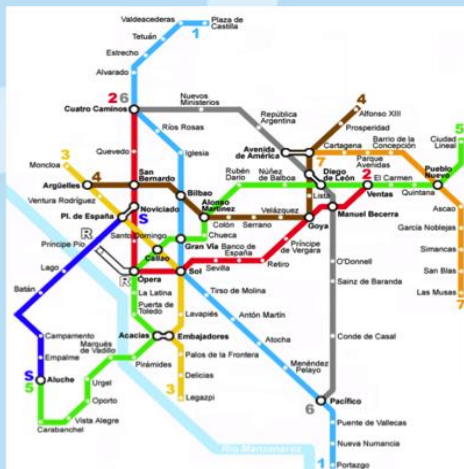 Valdeacederas
Plaza de
Castilla
1
Tetuán
Estrecho
Alvarado
2 6
Cuatro Caminos
Nuevos
Ministerios
República
Argentina
4
Alfonso XIII
Prosperidad
Ríos Rosas
Avenida
de América
7
Cartagena
Barrio de la
Concepción
5
Ciudad
Lineal
Parque
Avenidas
Quevedo
Iglesia
3
Moncloa
4
Argüelles
San
Bernardo
Bilbao
Rubén
Darío
Núñez
de Balboa
Diego
de León
Lista
2
Ventas
El Carmen
Pueblo
Nuevo
Quintana
Ventura Rodríguez
Noviciado
Alonso
Martínez
Velázquez
Goya
Manuel Becerra
Ascao
Pl. de España
S
Colón
Serrano
García Noblejas
R
Príncipe Pío
Santo Domingo
Chueca
Gran Vía
Callao
Banco de
España
Príncipe
de Vergara
Simancas
Lago
R
Ópera
Sol
Sevilla
Retiro
O'Donnell
San Blas
Batán
La Latina
Tirso de Molina
Sainz de Baranda
Las Musas
7
Puerta de
Toledo
Lavapiés
Antón Martín
Campamento
Marqués
de Vadillo
Acacias
Embajadores
Atocha
Conde de Casal
Empalme
Pirámides
Palos de la Frontera
Menéndez
Pelayo
S
5
Aluche
Urgel
Delicias
Oporto
3
Legazpi
6
Pacífico
Vista Alegre
Carabanchel
Puente de Vallecas
Río Manzanares
Nueva Numancia
1
Portazgo